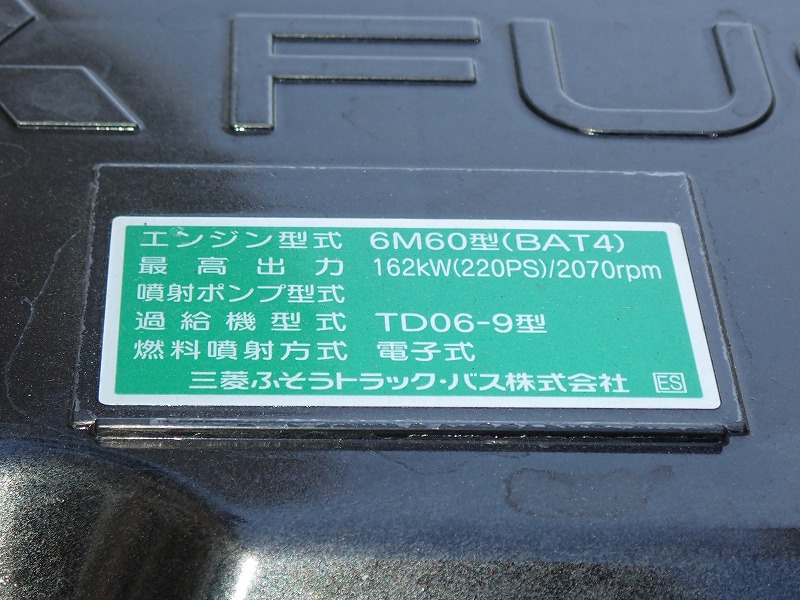 FU
エンジン型式 6M60型(BAT4)
最高出力 162kW(220PS)/2070rpm
噴射ポンプ型式
過給機型式 TD06-9型
燃料噴射方式 電子式
三菱ふそうトラック・バス株式会社 ES